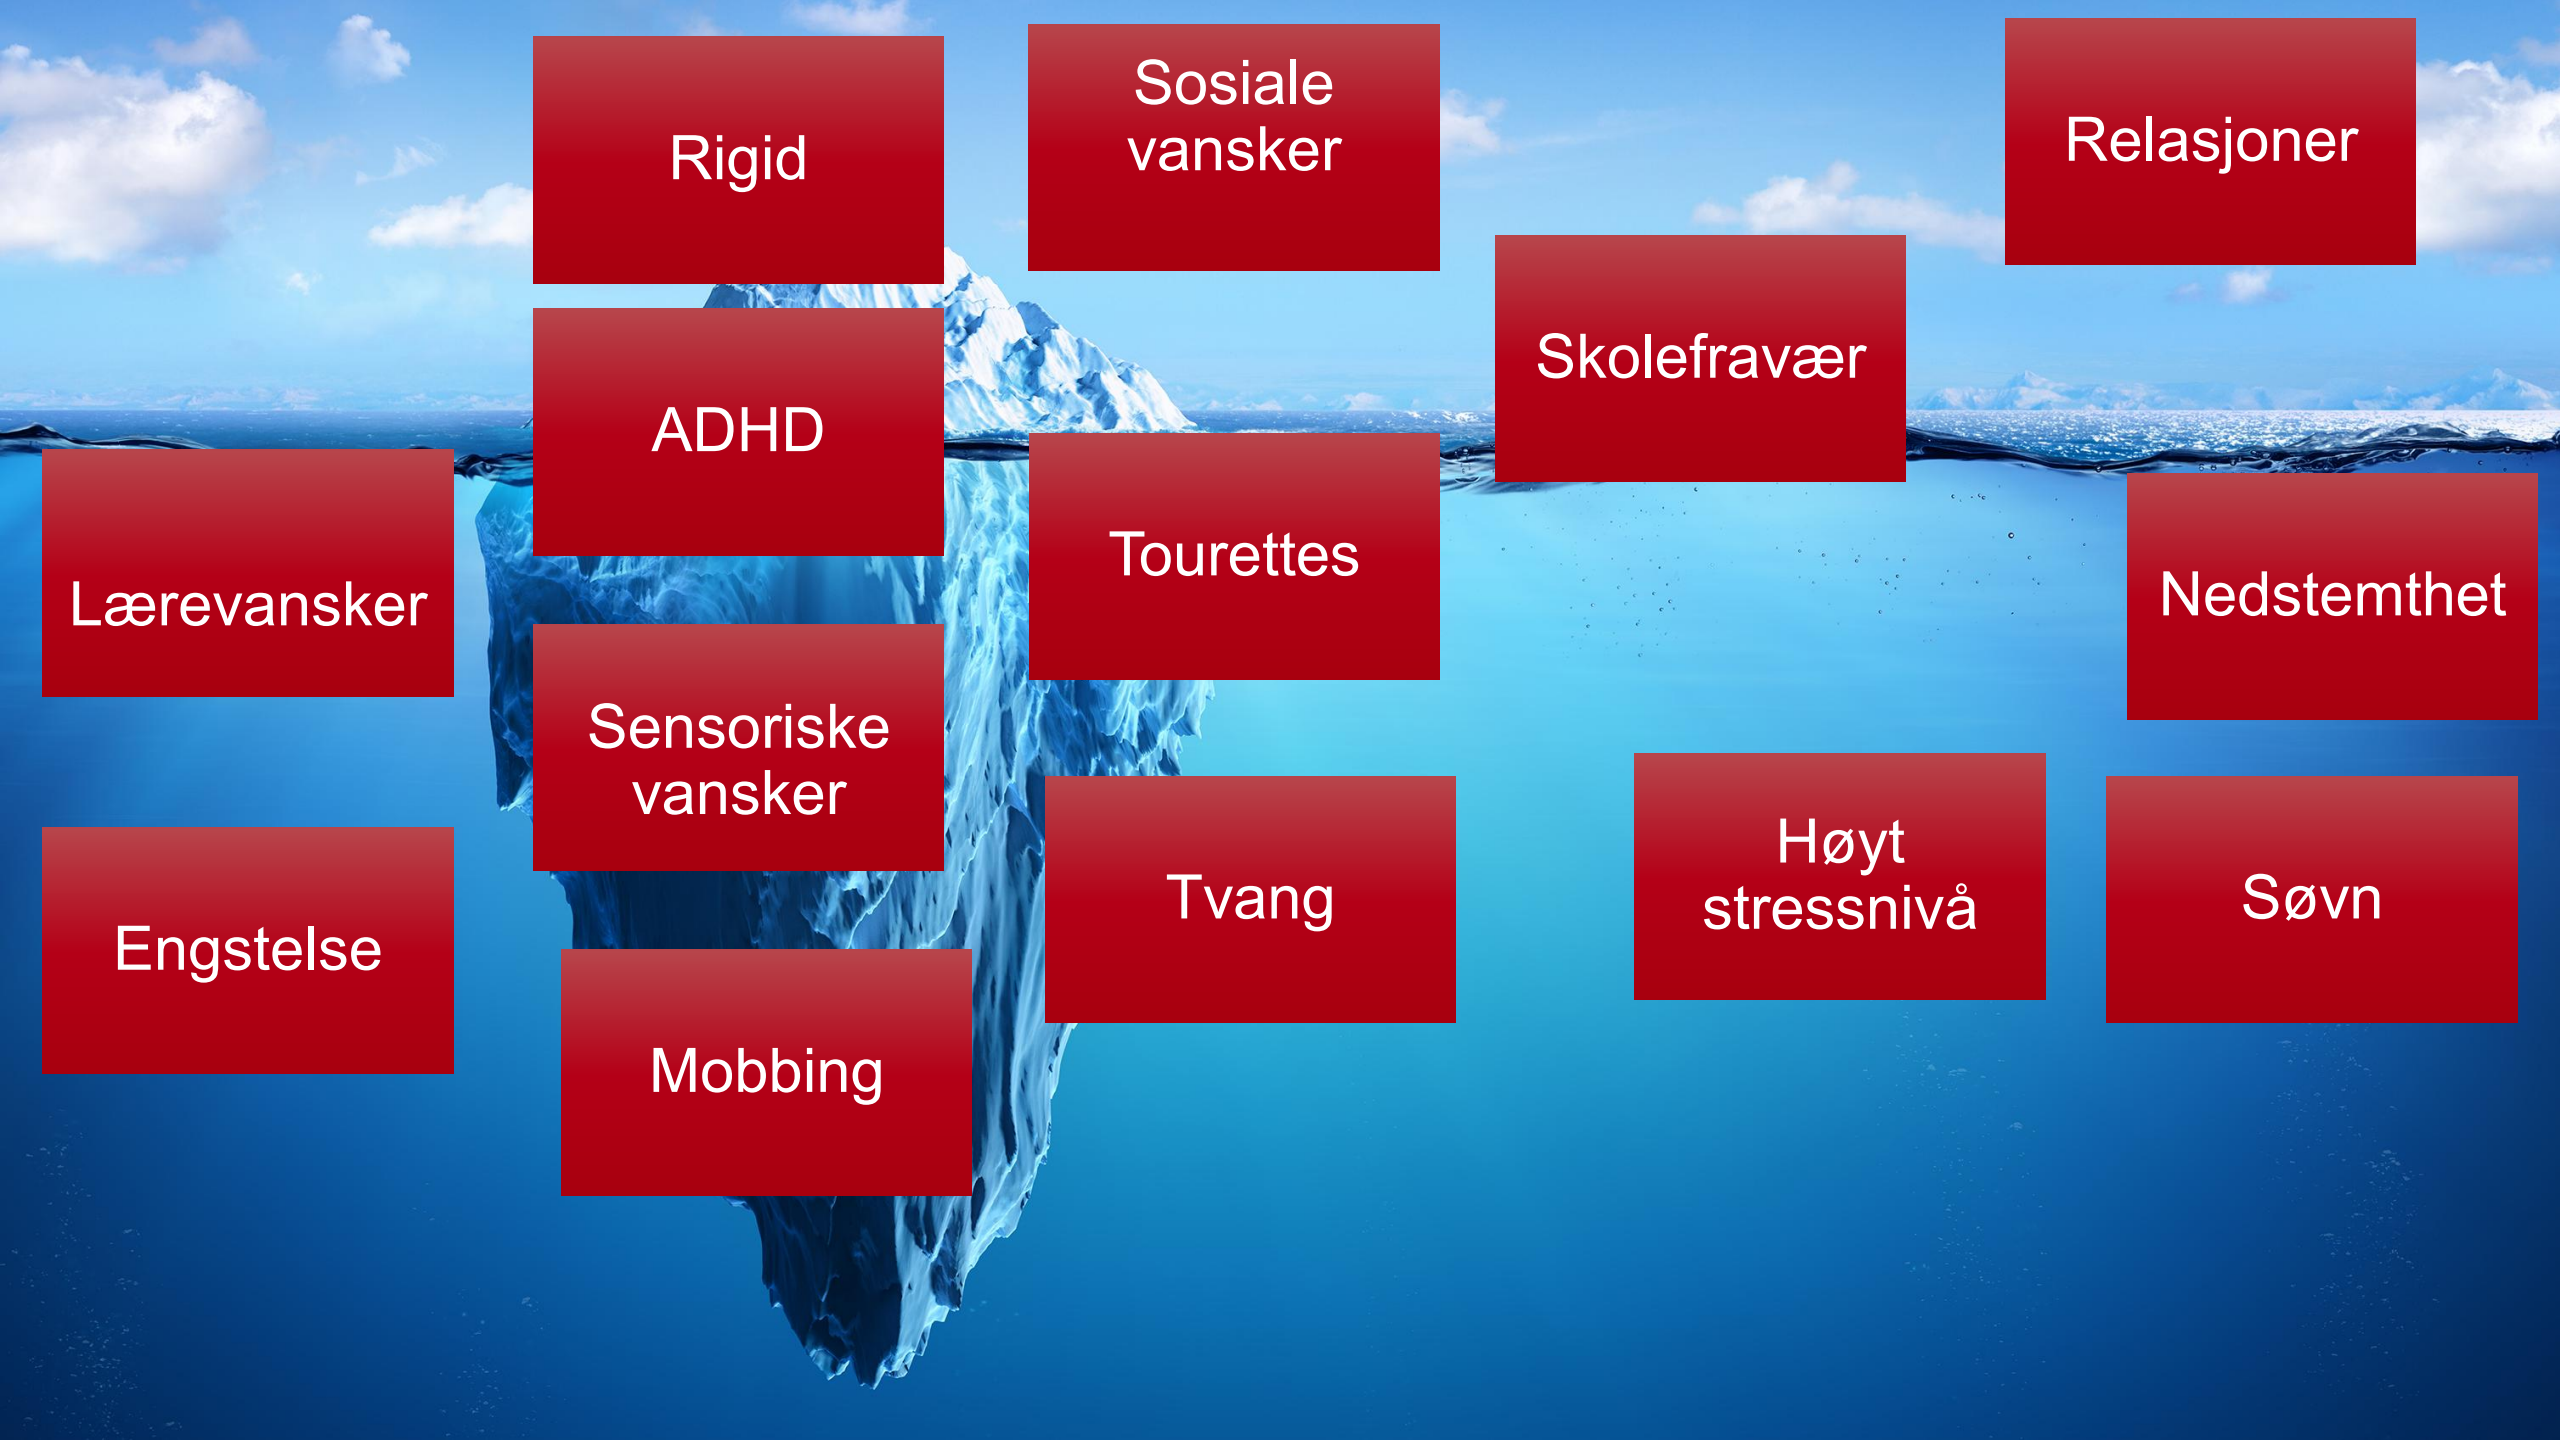 Rigid
Sosiale
vansker
Relasjoner
Skolefravær
ADHD
Tourettes
Lærevansker
Nedstemthet
Sensoriske
vansker
Høyt
stressnivå
Tvang
Søvn
Engstelse
Mobbing